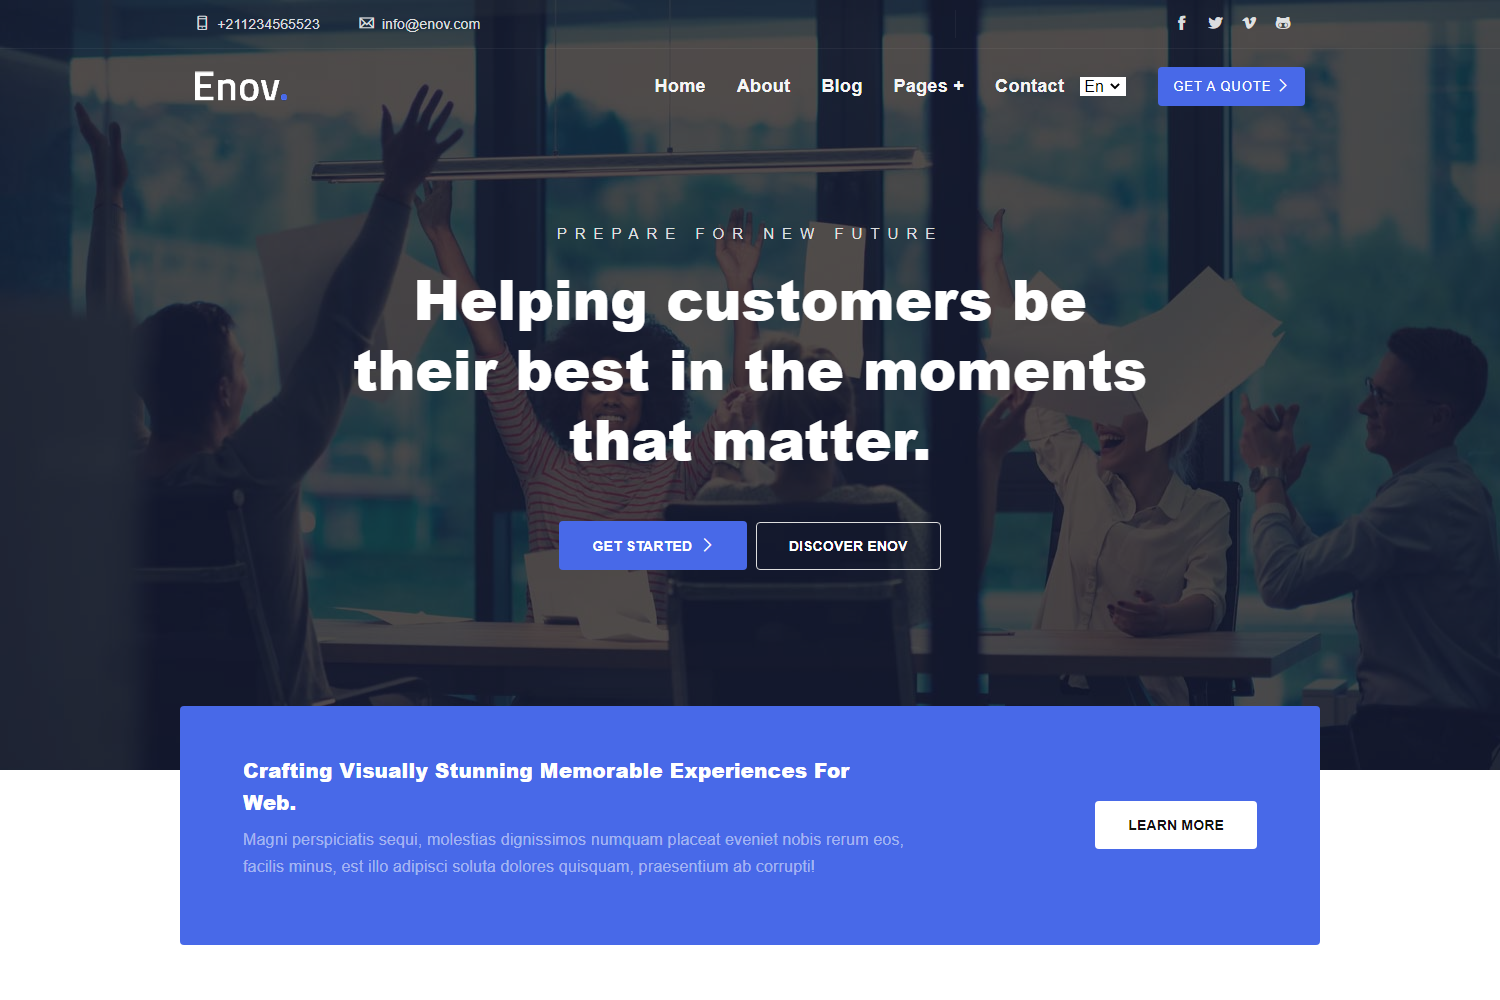 +211234565523 info@enov.com
Enov.
Home About Blog Pages + Contact En GET A QUOTE
PREPARE FOR NEW FUTURE
Helping customers be
their best in the moments
that matter.
GET STARTED DISCOVER ENOV
Crafting Visually Stunning Memorable Experiences For
Web.
Magni perspiciatis sequi, molestias dignissimos numquam placeat eveniet nobis rerum eos,
facilis minus, est illo adipisci soluta dolores quisquam, praesentium ab corrupti!
LEARN MORE